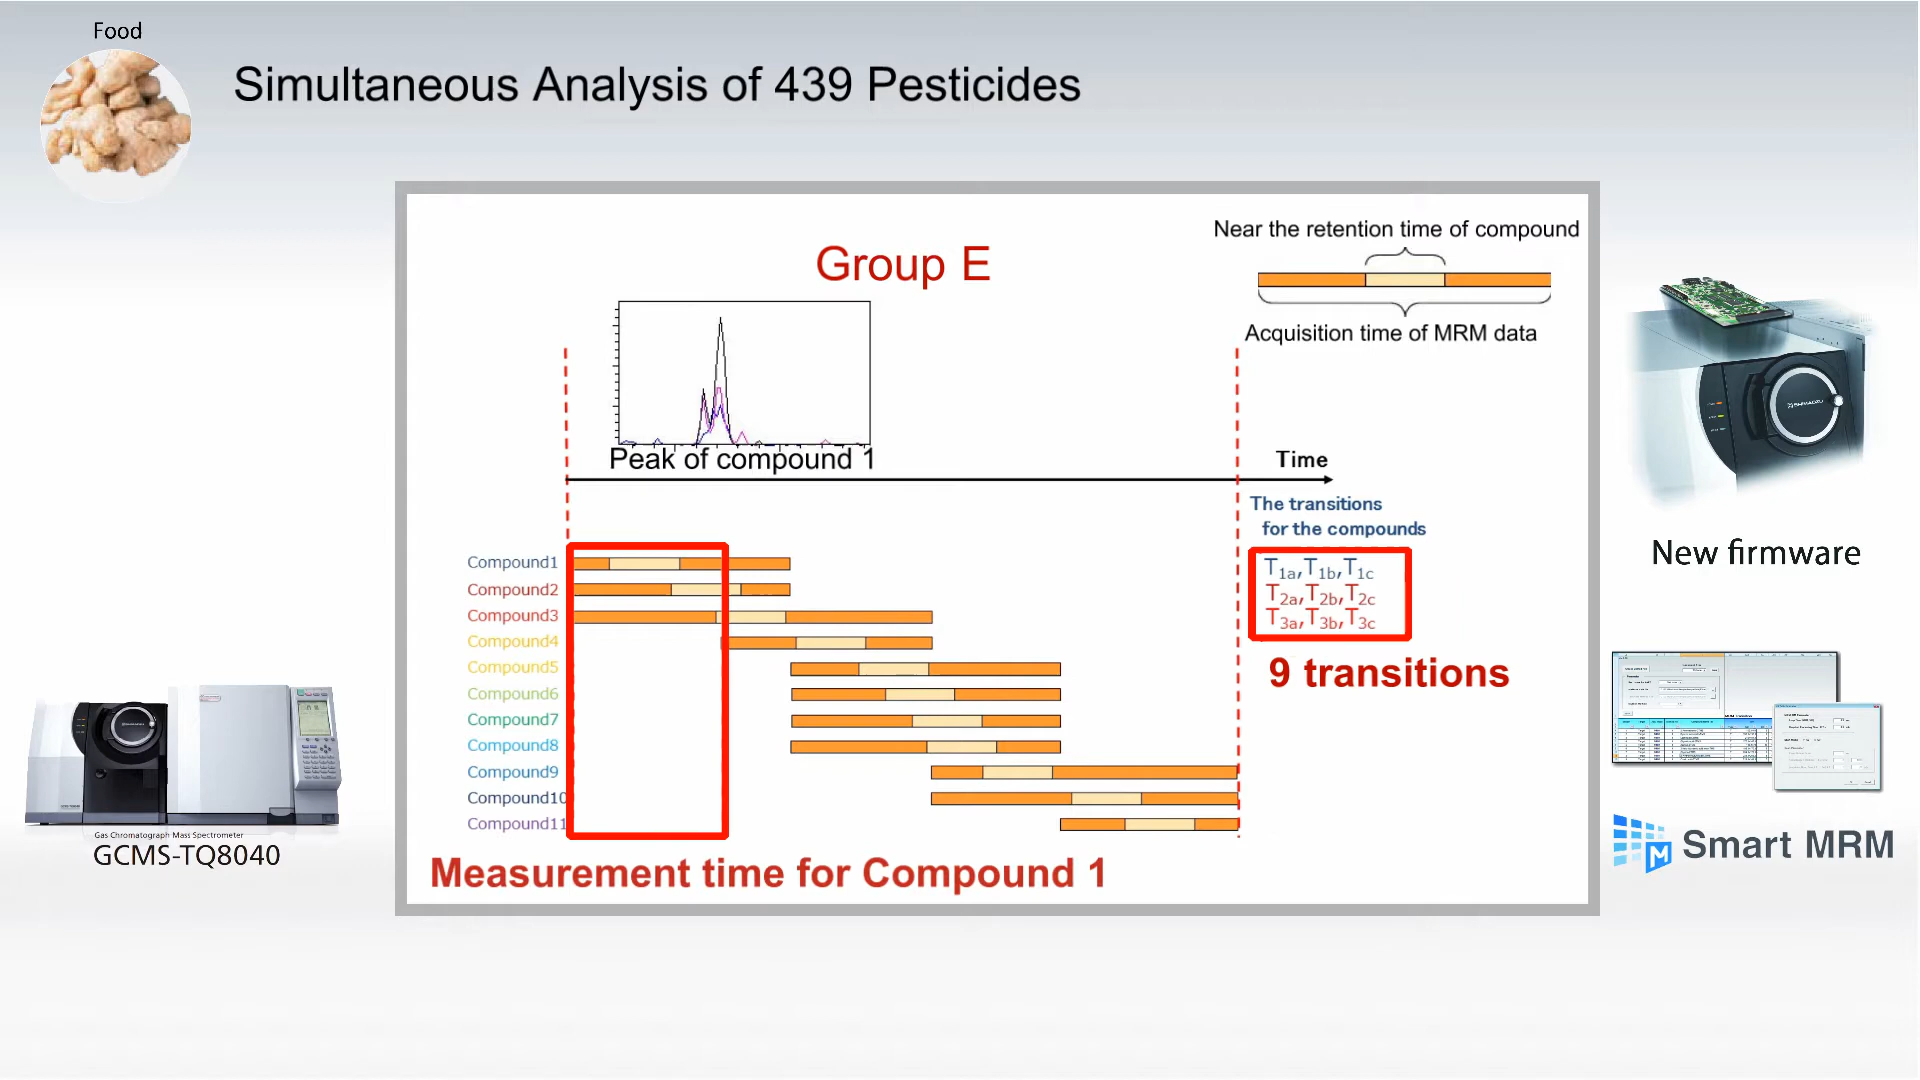 Food
Simultaneous Analysis of 439 Pesticides
Near the retention time of compound
Group E
Acquisition time of MRM data
Peak of compound 1
Time
The transitions
for the compounds
Compound1
Compound2
Compound3
Compound4
Compound5
Compound6
Compound7
Compound8
Compound9
Compound10
Compound11
T1a,T1b,T1c
T2a,T2b,T2c
T3a,T3b,T3c
9 transitions
Measurement time for Compound 1
SHIMADZU
New firmware
Smart MRM
Gas Chromatograph Mass Spectrometer
GCMS-TQ8040